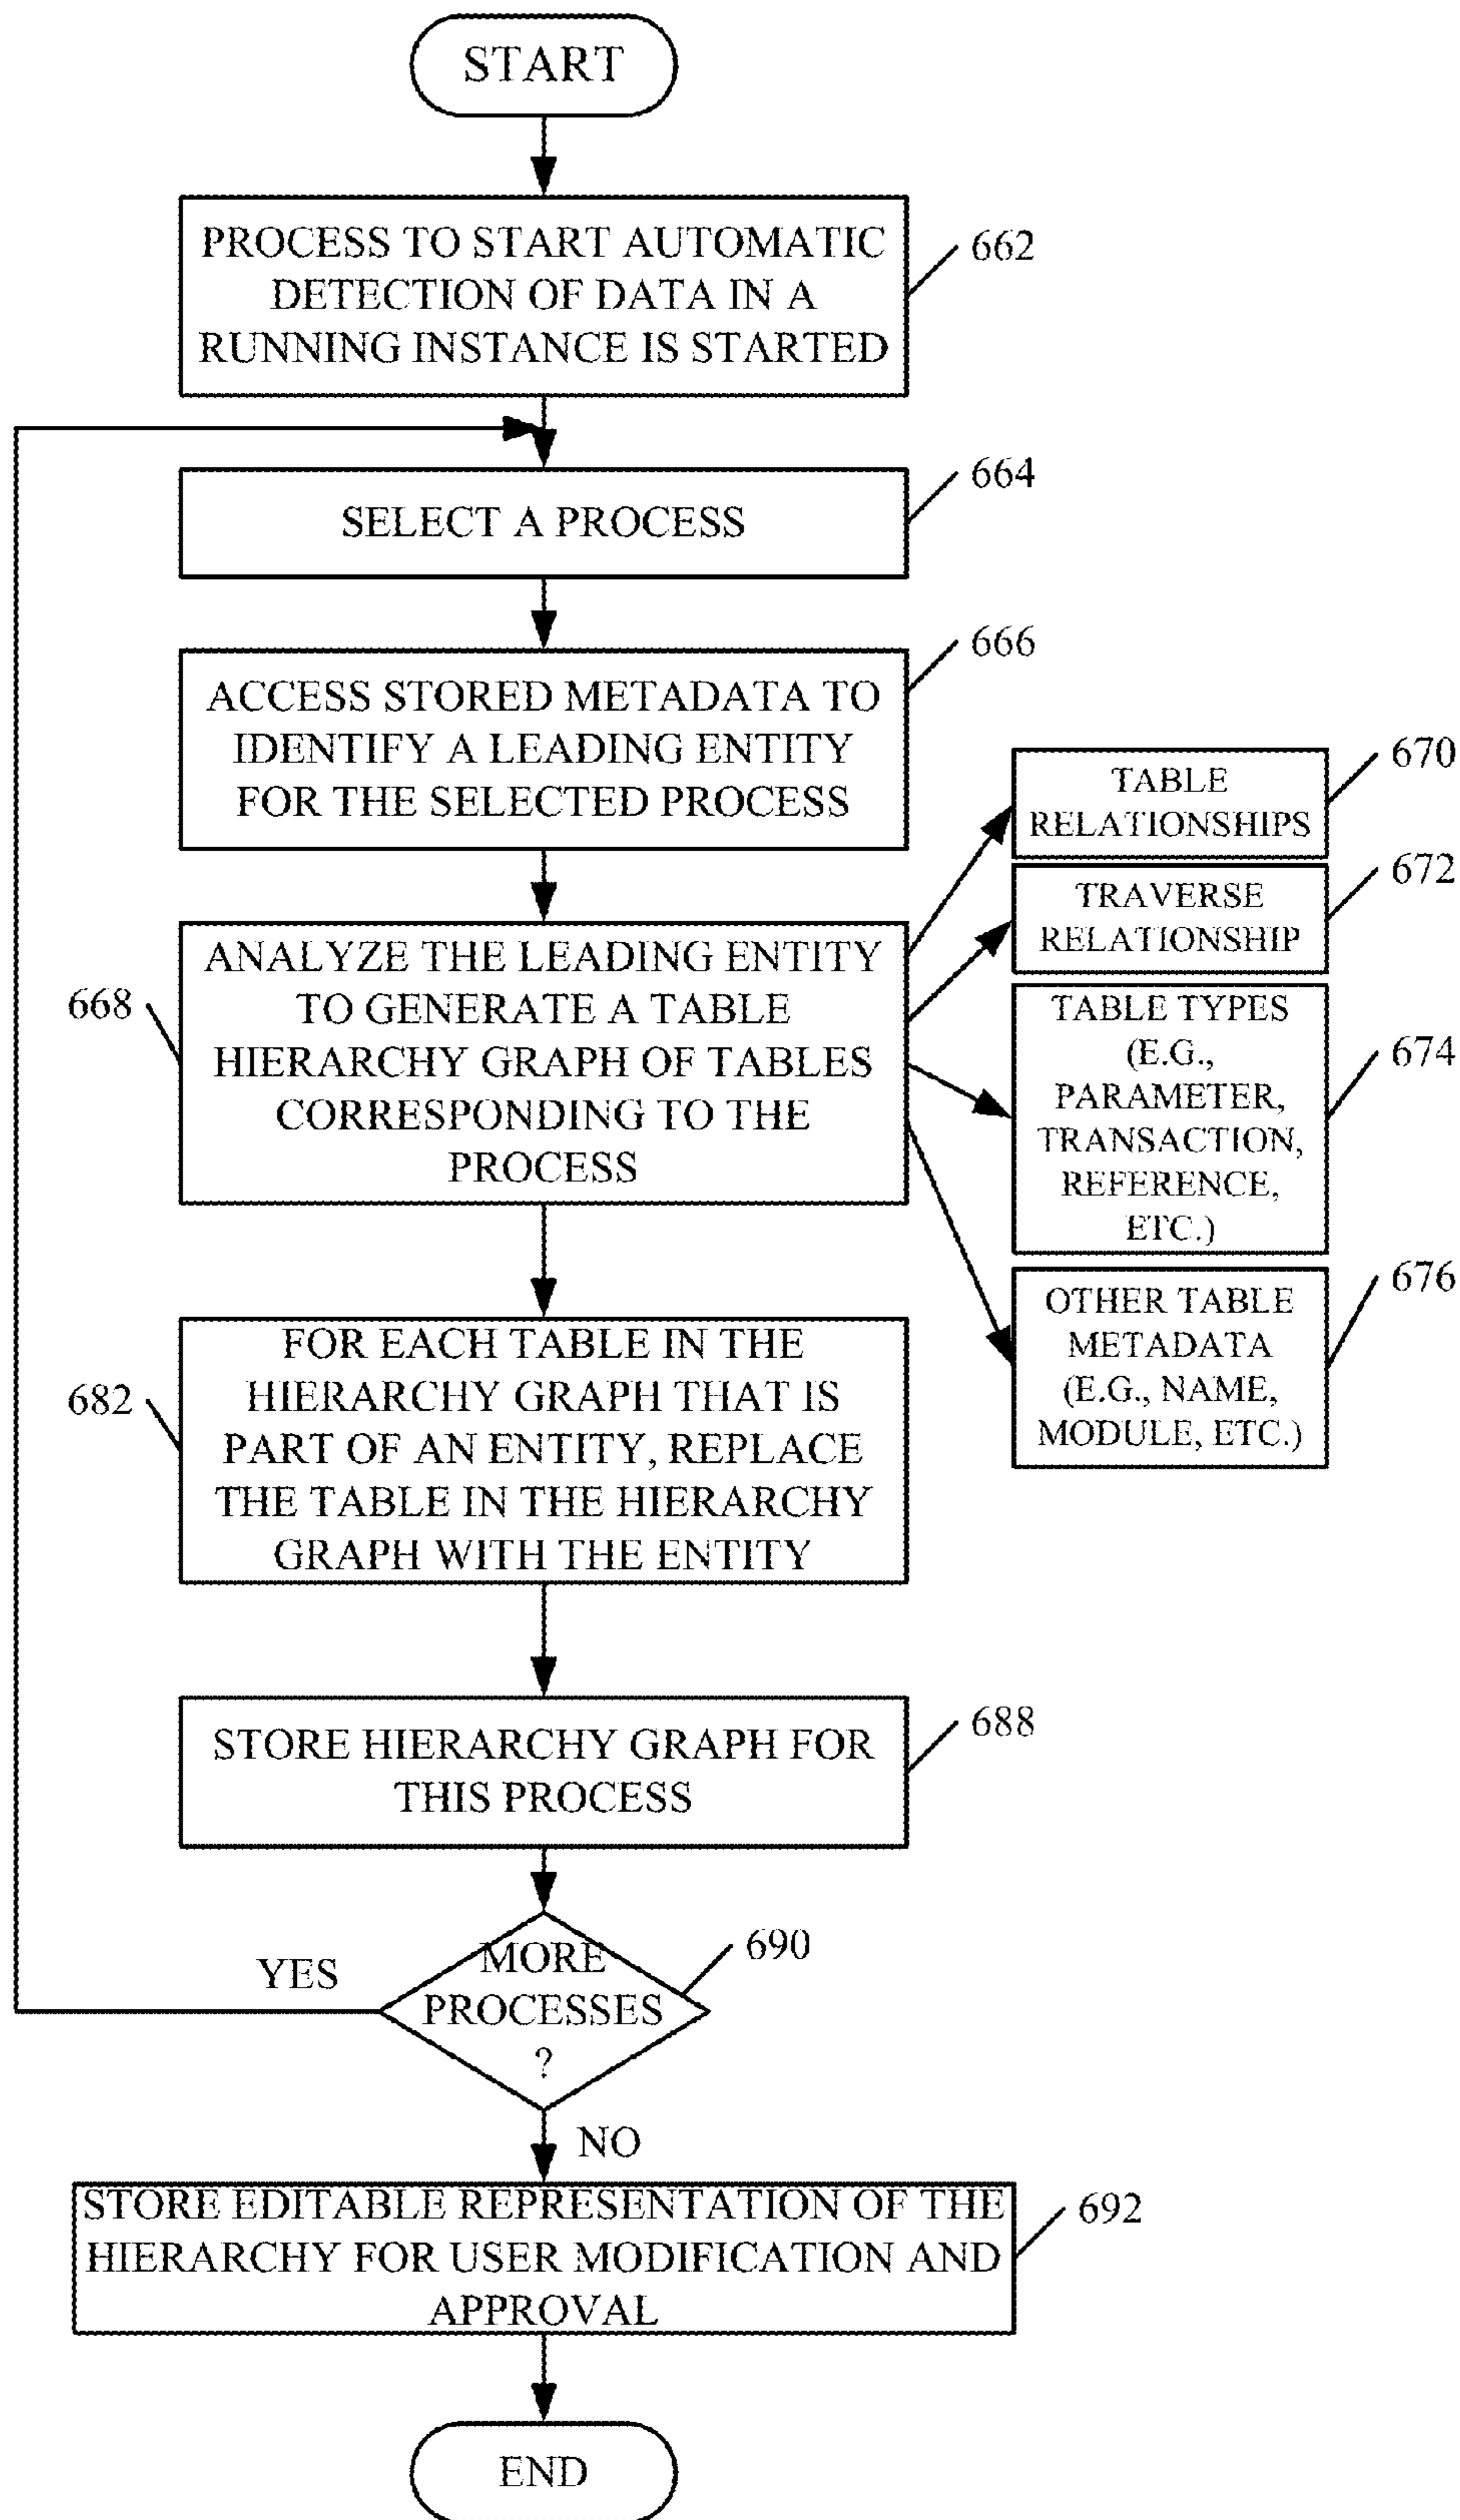 START
PROCESS TO START AUTOMATIC
DETECTION OF DATA IN A
RUNNING INSTANCE IS STARTED
662
SELECT A PROCESS
664
ACCESS STORED METADATA TO
IDENTIFY A LEADING ENTITY
FOR THE SELECTED PROCESS
666
ANALYZE THE LEADING ENTITY
TO GENERATE A TABLE
HIERARCHY GRAPH OF TABLES
CORRESPONDING TO THE
PROCESS
668
TABLE
RELATIONSHIPS
670
TRAVERSE
RELATIONSHIP
672
TABLE TYPES
(E.G.,
PARAMETER,
TRANSACTION,
REFERENCE,
ETC.)
674
OTHER TABLE
METADATA
(E.G., NAME,
MODULE, ETC.)
676
FOR EACH TABLE IN THE
HIERARCHY GRAPH THAT IS
PART OF AN ENTITY, REPLACE
THE TABLE IN THE HIERARCHY
GRAPH WITH THE ENTITY
682
STORE HIERARCHY GRAPH FOR
THIS PROCESS
688
MORE
PROCESSES
?
690
YES
NO
STORE EDITABLE REPRESENTATION OF THE
HIERARCHY FOR USER MODIFICATION AND
APPROVAL
692
END